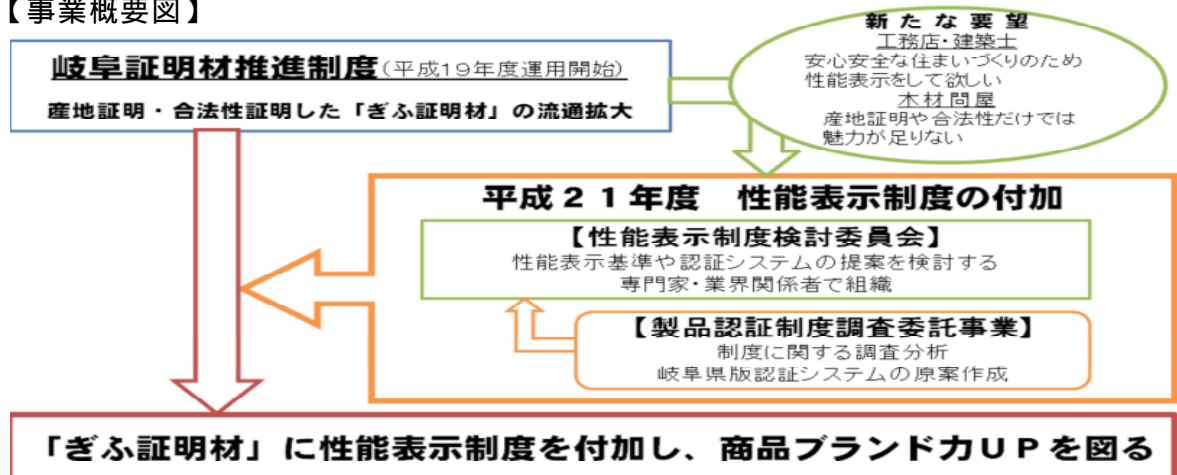 【事業概要図】
岐阜証明材推進制度(平成19年度運用開始)
産地証明・合法性証明した「ぎふ証明材」の流通拡大
新たな要望
工務店・建築士
安心安全な住まいづくりのため
性能表示をして欲しい
木材問屋
産地証明や合法性だけでは
魅力が足りない
平成21年度 性能表示制度の付加
【性能表示制度検討委員会】
性能表示基準や認証システムの提案を検討する
専門家・業界関係者で組織
【製品認証制度調査委託事業】
制度に関する調査分析
岐阜県版認証システムの原案作成
「ぎふ証明材」に性能表示制度を付加し、商品ブランド力UPを図る